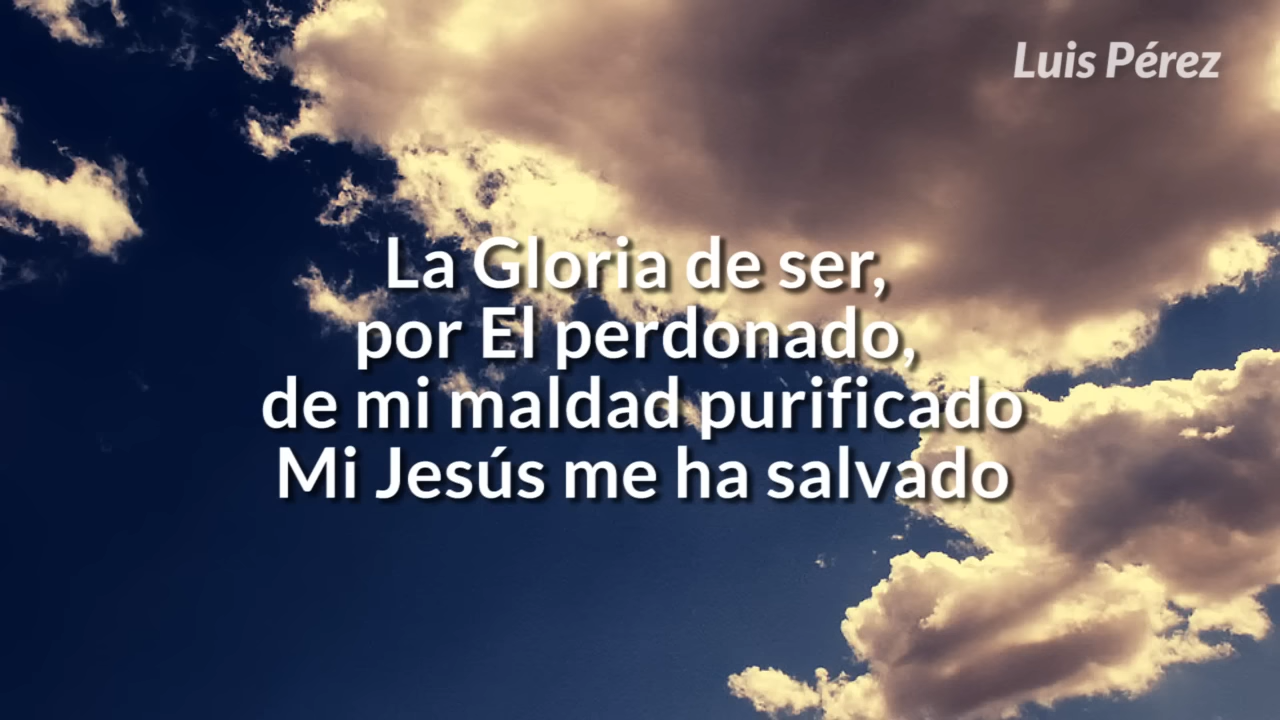 Luis Pérez
La Gloria de ser,
por El perdonado,
de mi maldad purificado
Mi Jesús me ha salvado